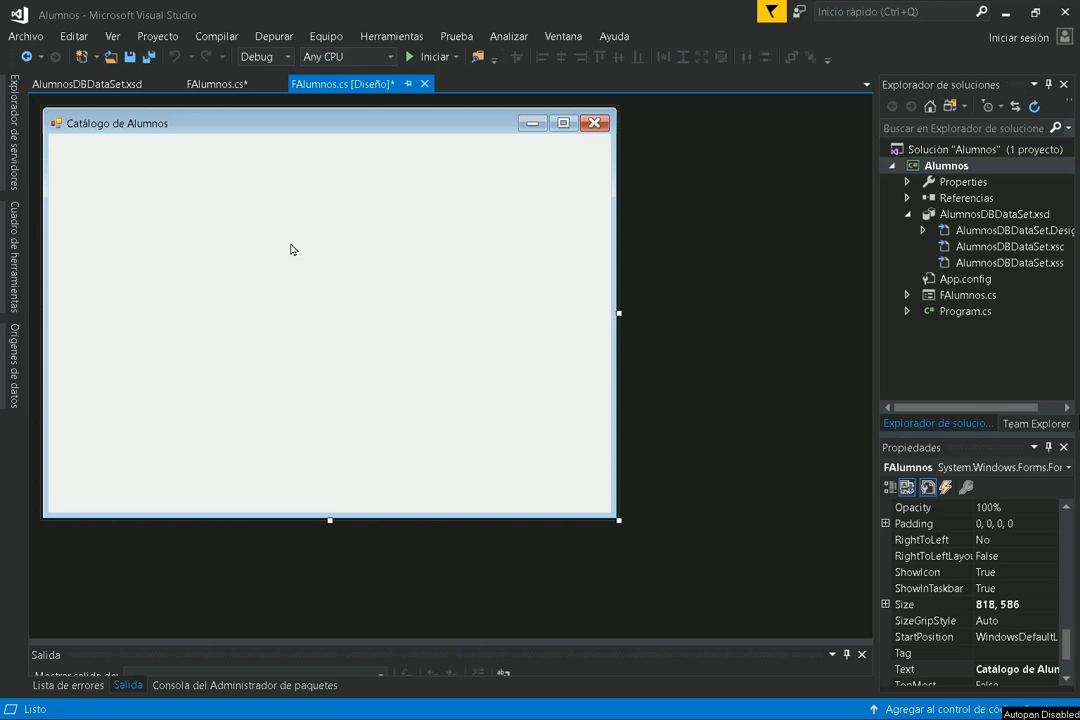 Alumnos - Microsoft Visual Studio
Inicio rápido (Ctrl+Q)
Archivo Editar Ver Proyecto Compilar Depurar Equipo Herramientas Prueba Analizar Ventana Ayuda
Iniciar sesión
Debug Any CPU Iniciar
AlumnosDBDataSet.xsd FAlumnos.cs* FAlumnos.cs [Diseño]*
Explorador de servidores
Cuadro de herramientas
Orígenes de datos
Catálogo de Alumnos
Explorador de soluciones
Buscar en Explorador de solucione
Solución "Alumnos" (1 proyecto)
Alumnos
Properties
Referencias
AlumnosDBDataSet.xsd
AlumnosDBDataSet.Desig
AlumnosDBDataSet.xsc
AlumnosDBDataSet.xss
App.config
FAlumnos.cs
Program.cs
Explorador de solucio... Team Explorer
Propiedades
FAlumnos System.Windows.Forms.For
Opacity 100%
Padding 0, 0, 0, 0
RightToLeft No
RightToLeftLayou False
ShowIcon True
ShowInTaskbar True
Size 818, 586
SizeGripStyle Auto
StartPosition WindowsDefaultL
Tag
Text Catálogo de Alun
TopMost False
Salida
Mostrar salida de:
Lista de errores Salida Consola del Administrador de paquetes
Listo
Agregar al control de có
Autopan Disabled